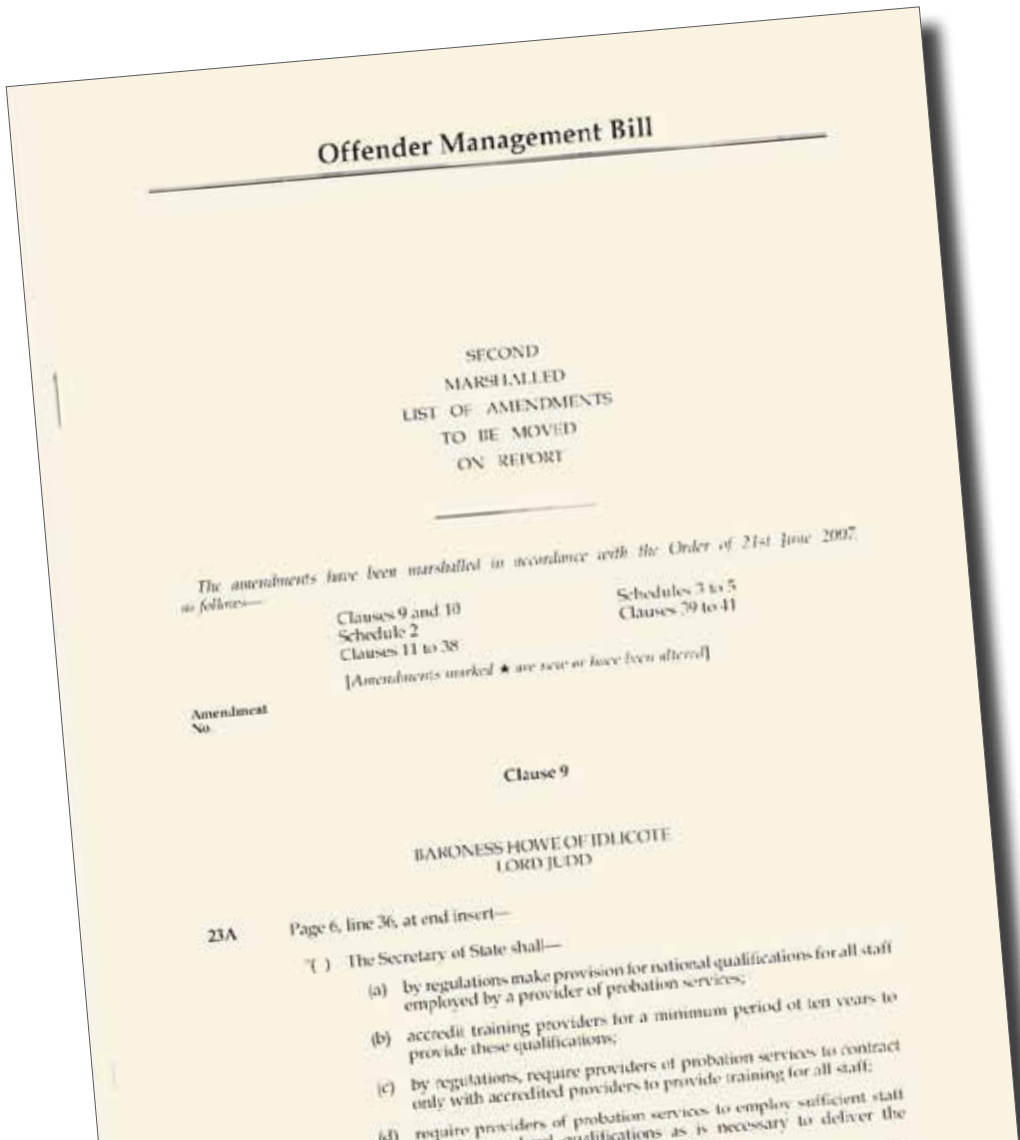 Offender Management Bill
SECOND
MARSHALLED
LIST OF AMENDMENTS
TO BE MOVED
ON REPORT
The amendments have been marshalled in accordance with the Order of 21st June 2007,
as follows—
Clauses 9 and 10
Schedule 2
Clauses 11 to 38
Schedules 3 to 5
Clauses 39 to 41
[Amendments marked ★ are new or have been altered]
Amendment
No.
Clause 9
BARONESS HOWE OF IDLICOTE
LORD JUDD
23A Page 6, line 36, at end insert—
"( ) The Secretary of State shall—
(a) by regulations make provision for national qualifications for all staff
employed by a provider of probation services;
(b) accredit training providers for a minimum period of ten years to
provide these qualifications;
(c) by regulations, require providers of probation services to contract
only with accredited providers to provide training for all staff;
(d) require providers of probation services to employ sufficient staff
qualifications as is necessary to deliver the